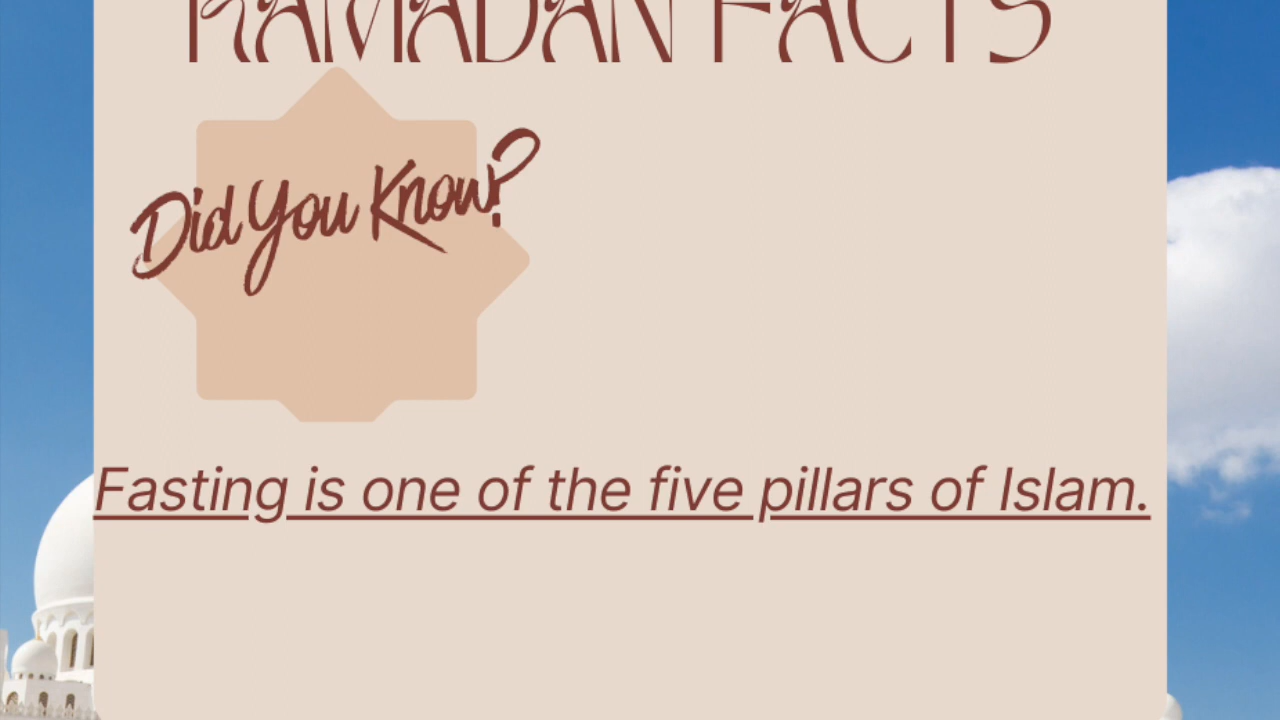 RAMADAN FACTS
Did You Know?
Fasting is one of the five pillars of Islam.